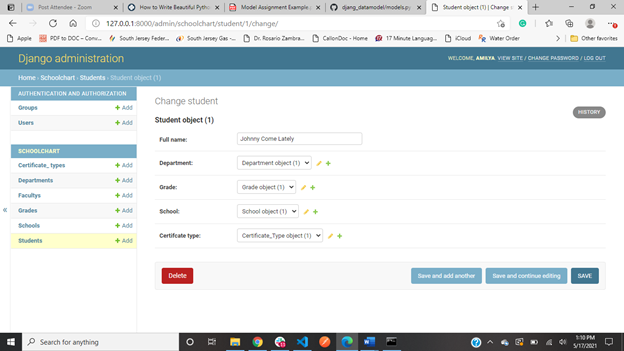 Post Attendee - Zoom
How to Write Beautiful Pytho
Model Assignment Example.p
djang_datamodel/models.py
Student object (1) | Change s
127.0.0.1:8000/admin/schoolchart/student/1/change/
Apple
PDF to DOC – Conv...
South Jersey Feder...
South Jersey Gas -...
Dr. Rosario Zambra...
CallonDoc - Home
17 Minute Languag...
iCloud
Water Order
Other favorites
Django administration
WELCOME, AMILYA. VIEW SITE / CHANGE PASSWORD / LOG OUT
Home › Schoolchart › Students › Student object (1)
AUTHENTICATION AND AUTHORIZATION
Groups + Add
Users + Add
SCHOOLCHART
Certificate_ types + Add
Departments + Add
Facultys + Add
Grades + Add
Schools + Add
Students + Add
«
Change student
HISTORY
Student object (1)
Full name: Johnny Come Lately
Department: Department object (1)
Grade: Grade object (1)
School: School object (1)
Certifcate type: Certificate_Type object (1)
Delete
Save and add another
Save and continue editing
SAVE
Type here to search
1:10 PM
5/17/2021